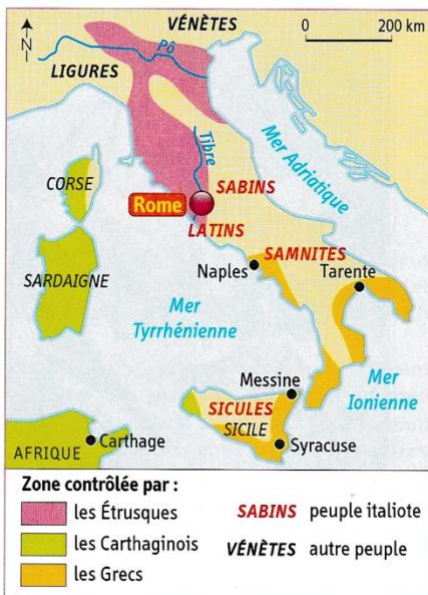 VÉNÈTES
0 200 km
N
Pô
LIGURES
Mer Adriatique
Tibre
CORSE
SABINS
Rome
LATINS
SAMNITES
SARDAIGNE
Naples
Tarente
Mer
Tyrrhénienne
Messine
Mer
Ionienne
SICULES
SICILE
AFRIQUE
Carthage
Syracuse
Zone contrôlée par :
les Étrusques
SABINS peuple italiote
les Carthaginois
VÉNÈTES autre peuple
les Grecs